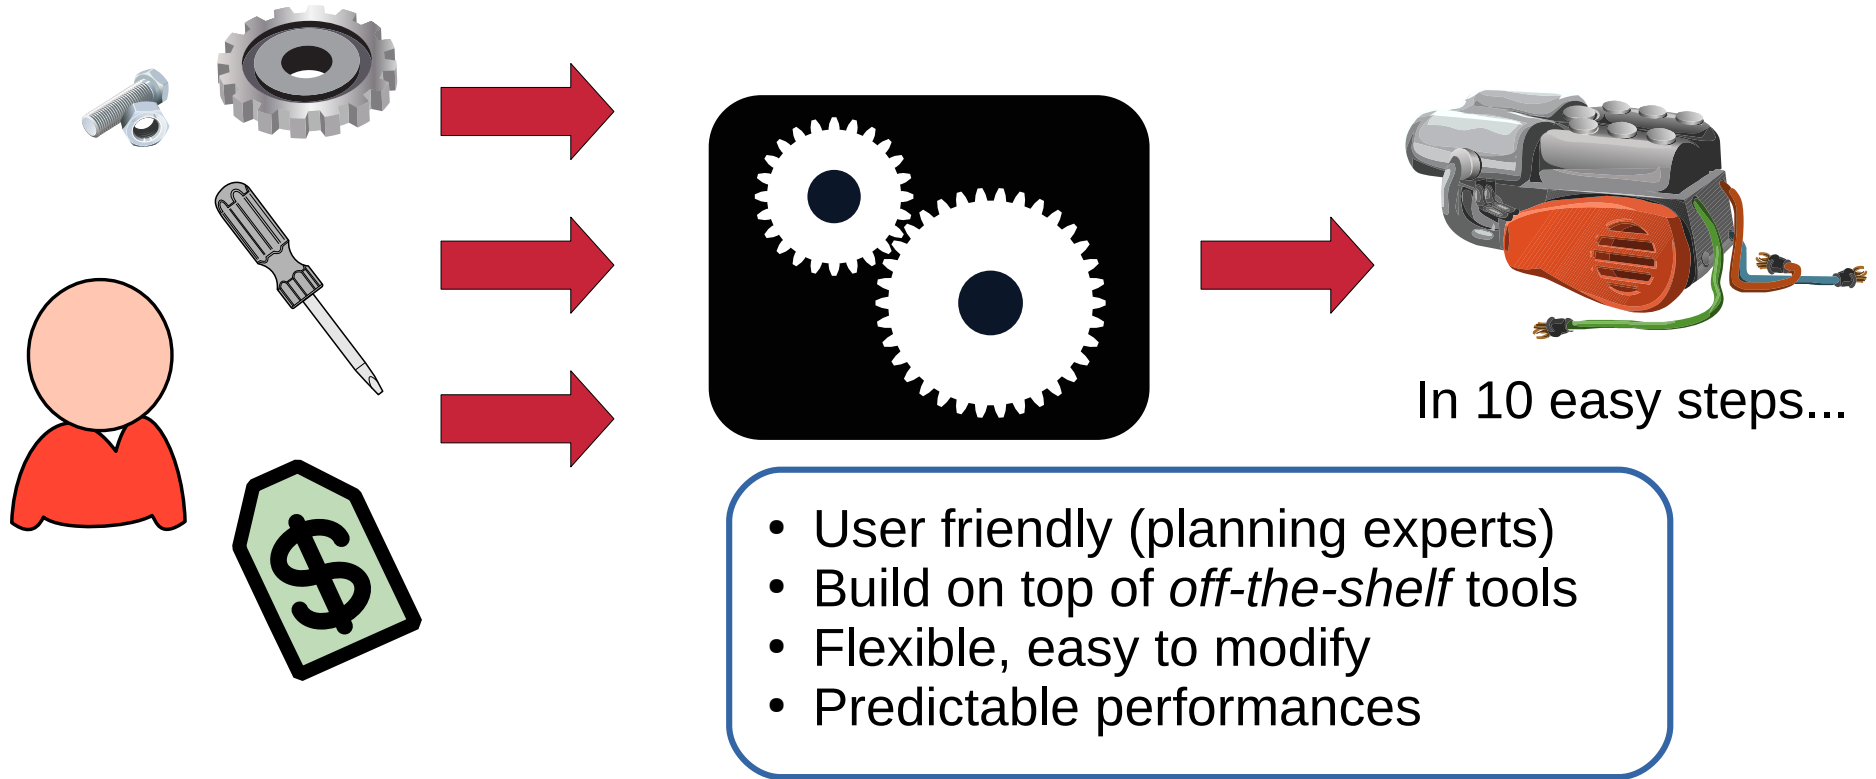 In 10 easy steps...
• User friendly (planning experts)
• Build on top of off-the-shelf tools
• Flexible, easy to modify
• Predictable performances